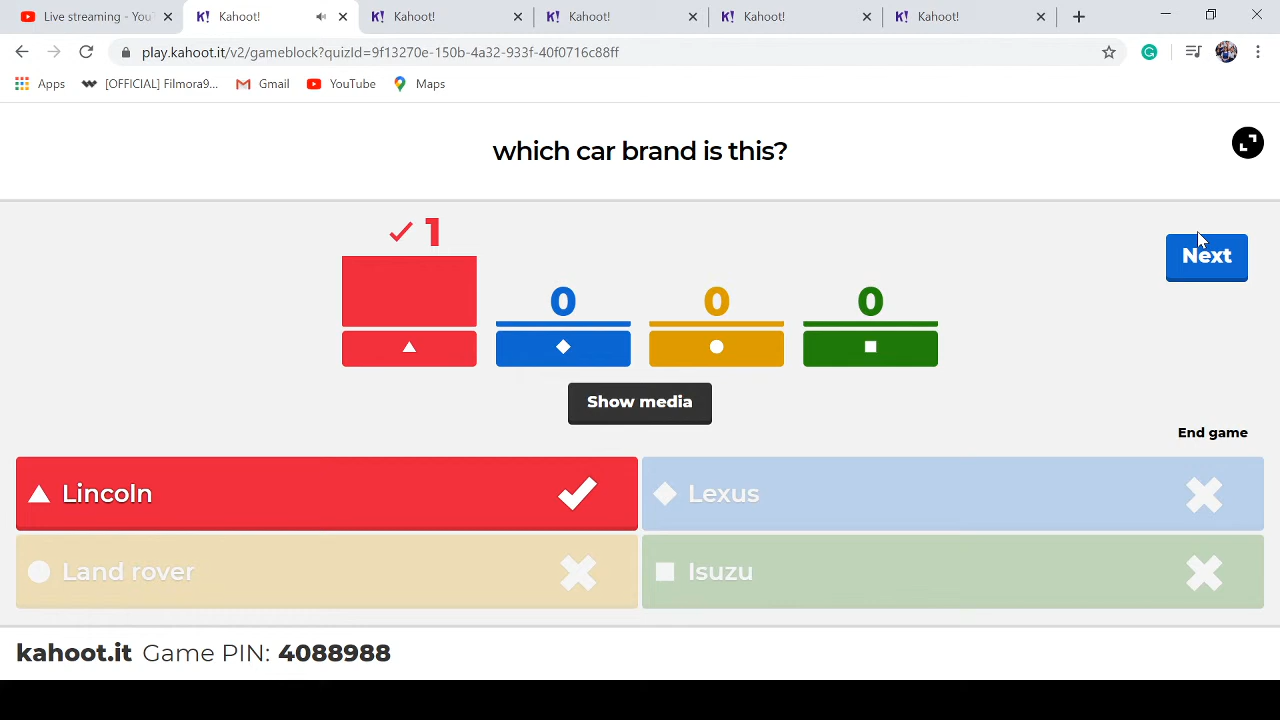 Live streaming - You
K! Kahoot!
K! Kahoot!
K! Kahoot!
K! Kahoot!
K! Kahoot!
play.kahoot.it/v2/gameblock?quizId=9f13270e-150b-4a32-933f-40f0716c88ff
Apps
[OFFICIAL] Filmora9...
Gmail
YouTube
Maps
which car brand is this?
1
0
0
0
Next
Show media
End game
Lincoln
Lexus
Land rover
Isuzu
kahoot.it Game PIN: 4088988